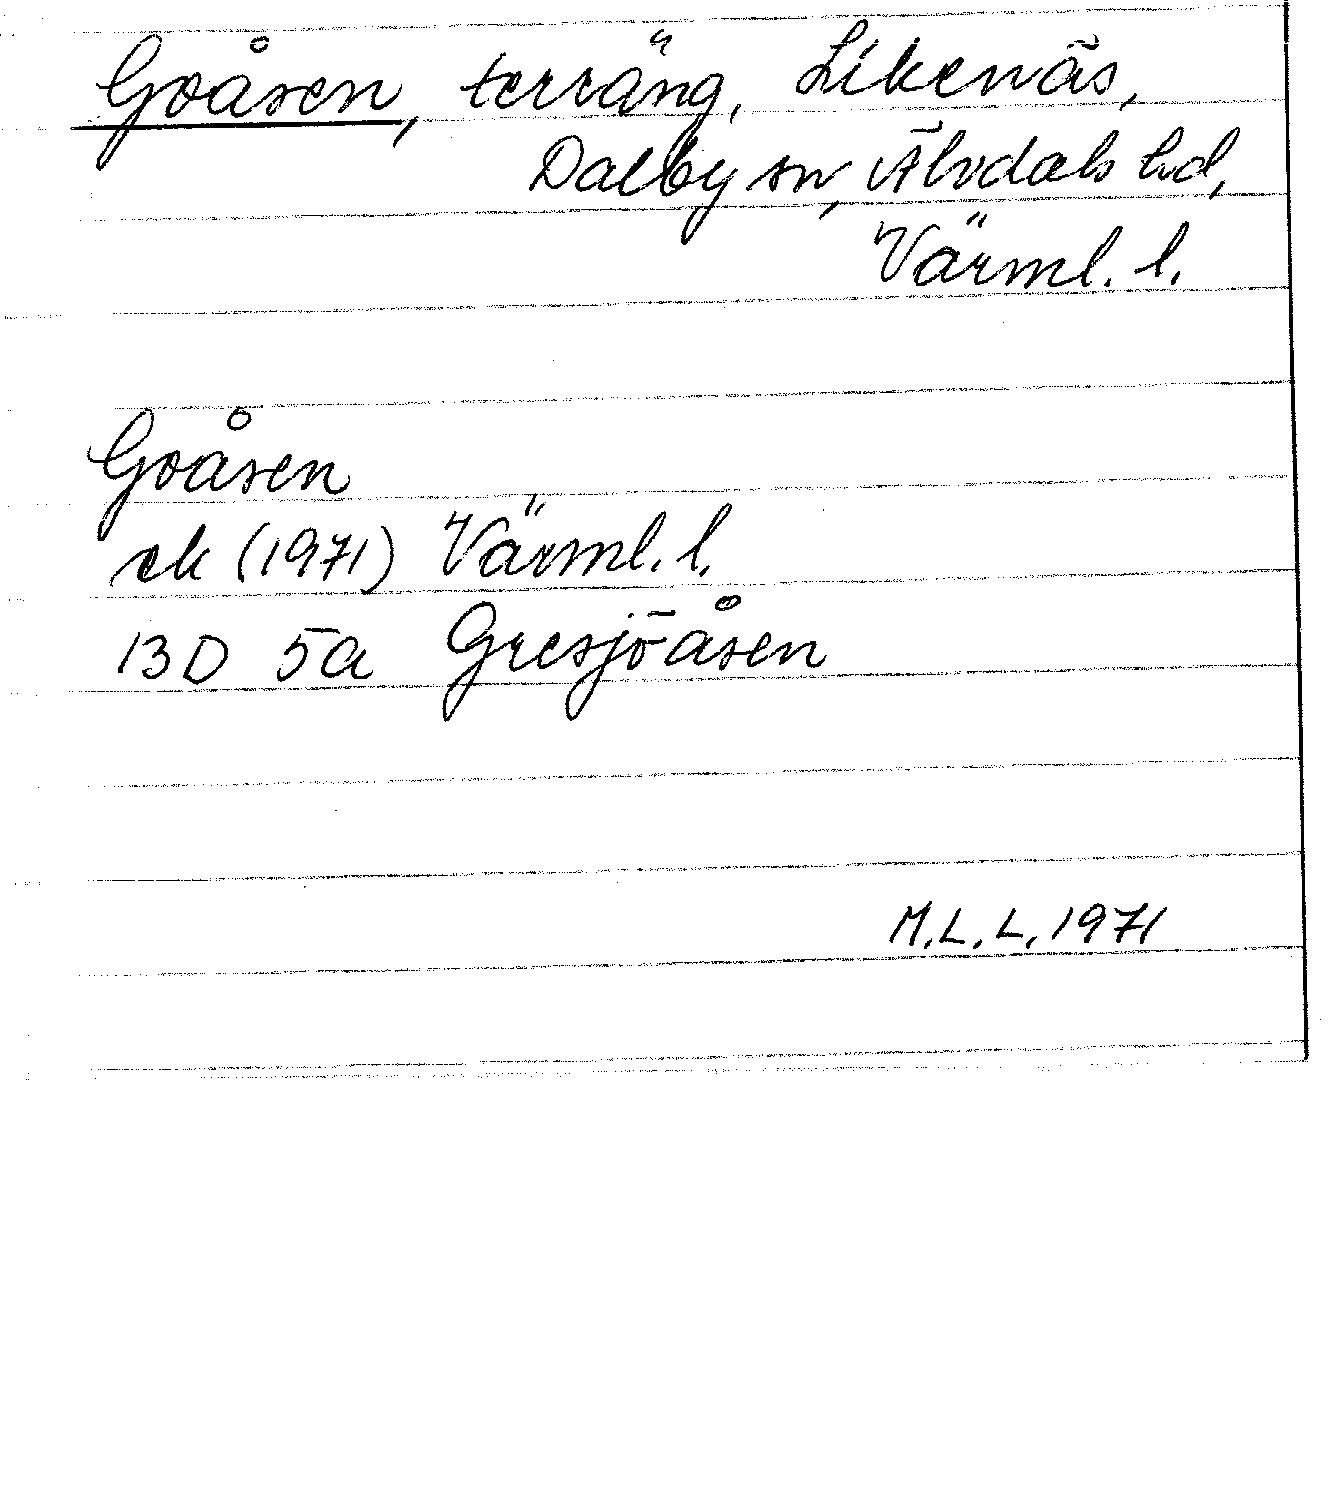 Goåsen, terräng, Likenäs,
Dalby sn, Älvdals hd,
Värml. l.
Goåsen
ek (1971) Värml. l.
13D 5a Gresjöåsen
M.L.L. 1971